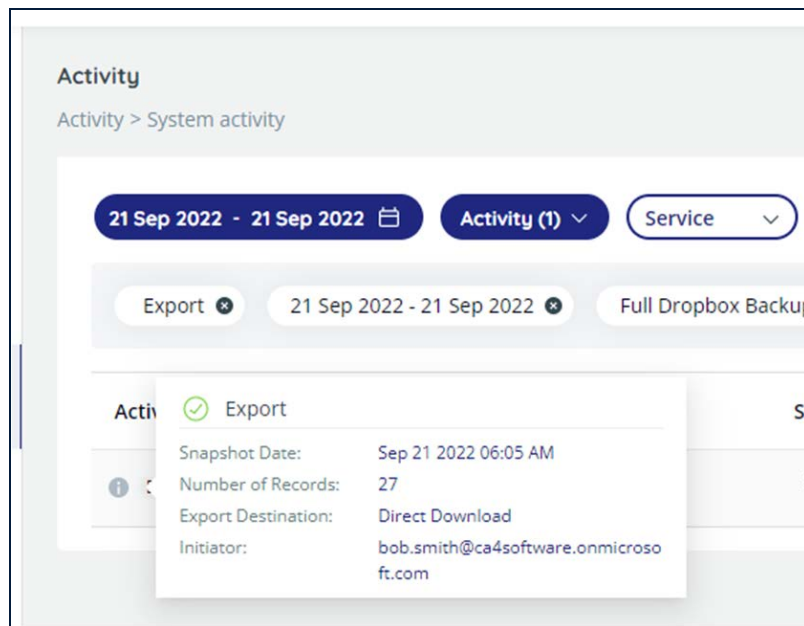 Activity
Activity > System activity
21 Sep 2022 - 21 Sep 2022 Activity (1) Service
Export 21 Sep 2022 - 21 Sep 2022 Full Dropbox Backu
Activ S
Export
Snapshot Date: Sep 21 2022 06:05 AM
Number of Records: 27
Export Destination: Direct Download
Initiator: bob.smith@ca4software.onmicroso
ft.com